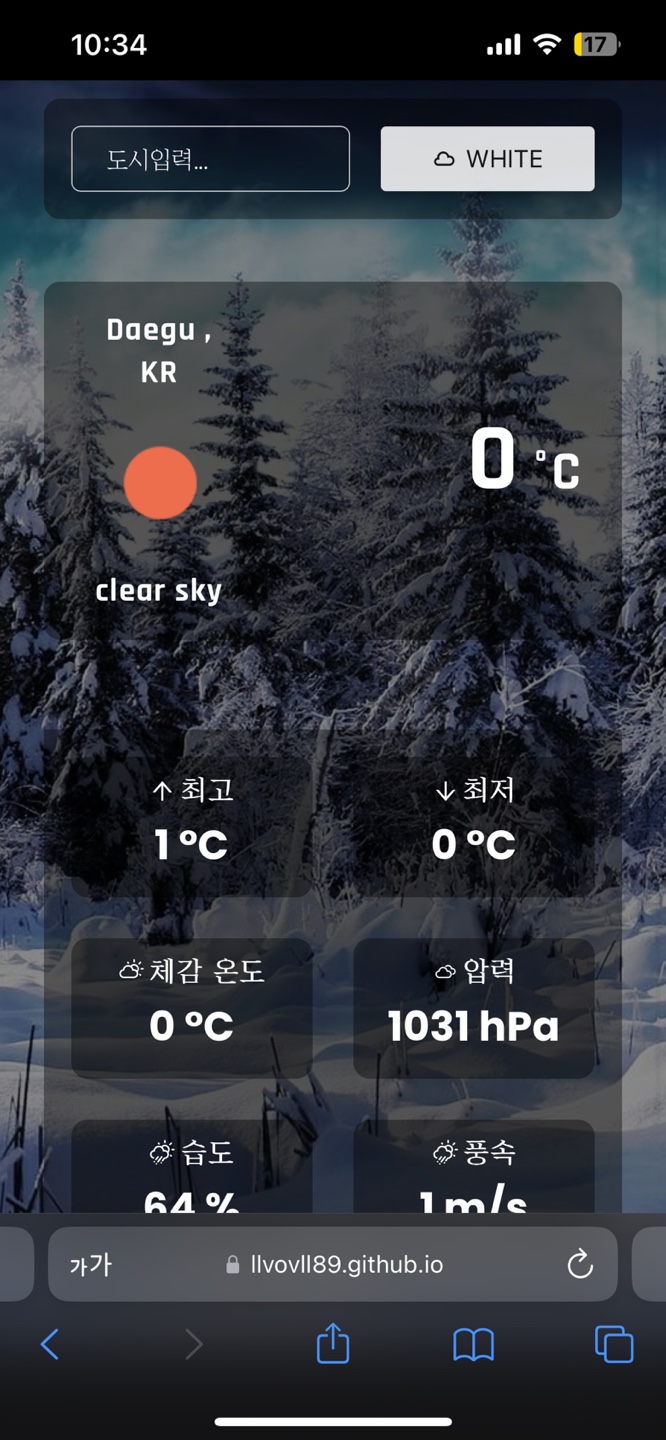 10:34
17
도시입력...
WHITE
Daegu ,
KR
0 °C
clear sky
↑ 최고
↓ 최저
1 °C
0 °C
체감 온도
압력
0 °C
1031 hPa
습도
풍속
64 %
1 m/s
가가
llvovll89.github.io